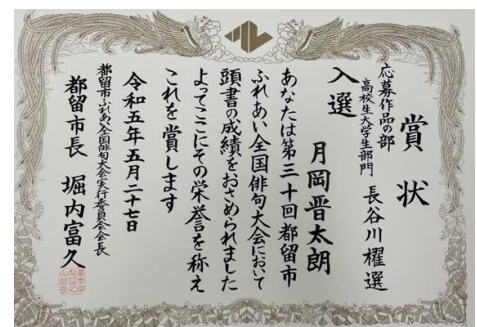 賞状
応募作品の部
高校生大学生部門 長谷川櫂選
入選
月岡晋太朗
あなたは第三十回都留市
ふれあい全国俳句大会において
頭書の成績をおさめられました
よってここにその栄誉を称え
これを賞します
令和五年五月二十七日
都留市ふれあい全国俳句大会実行委員会会長
都留市長 堀内富久